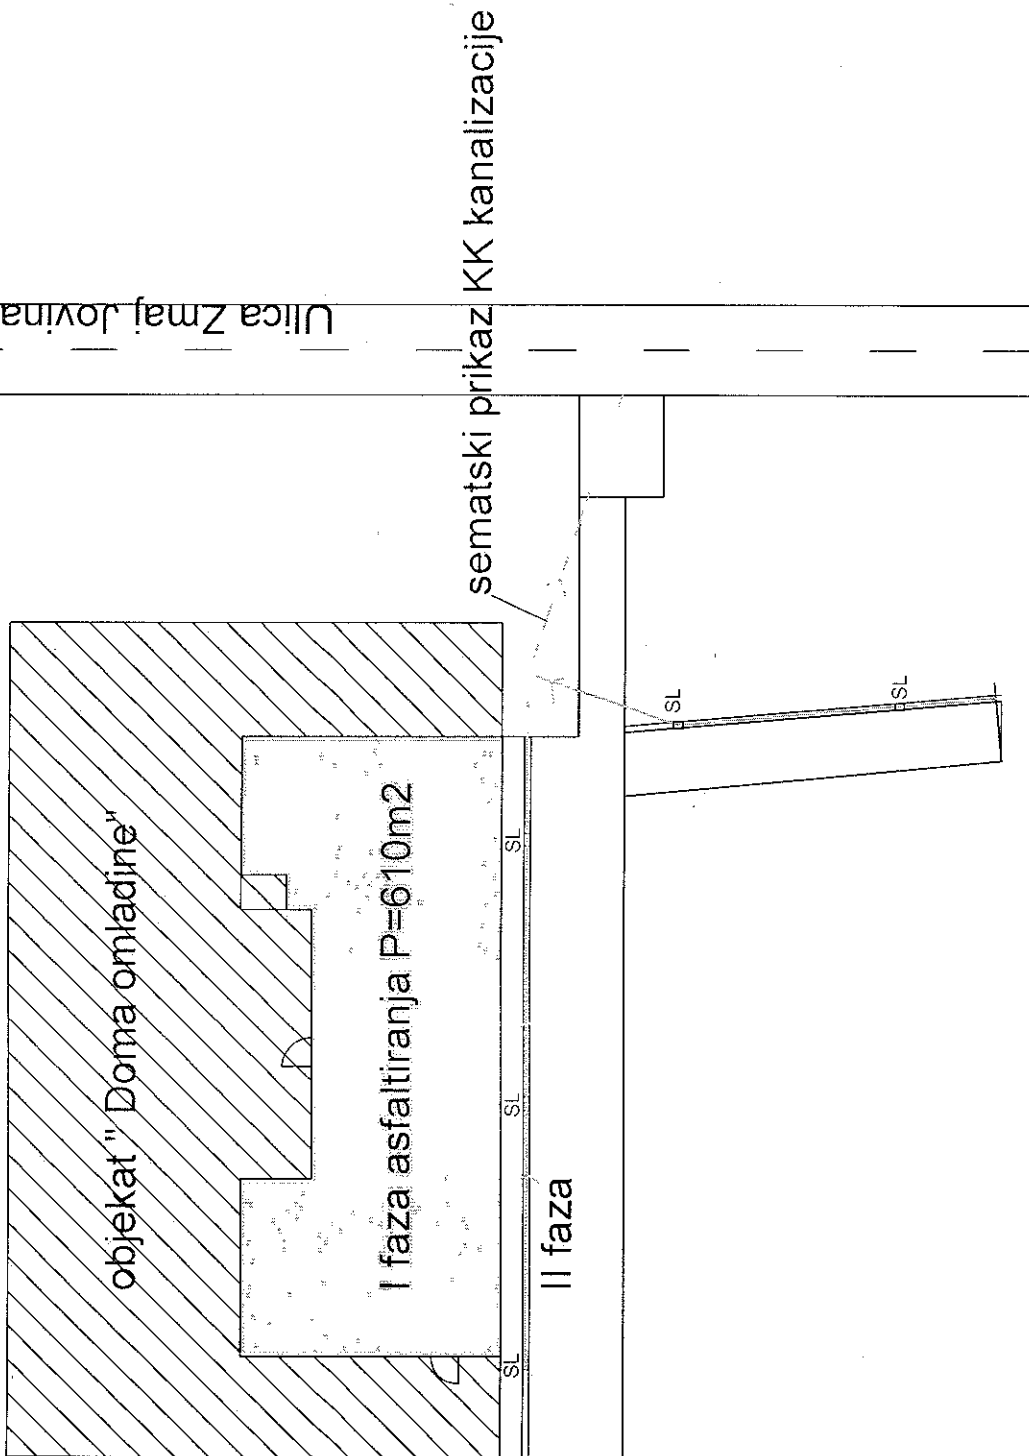 sematski prikaz KK kanalizacije
Ulica Zmaj Jovina
objekat " Doma omladine"
I faza asfaltiranja P=610m2
II faza
SL
SL
SL
SL
SL